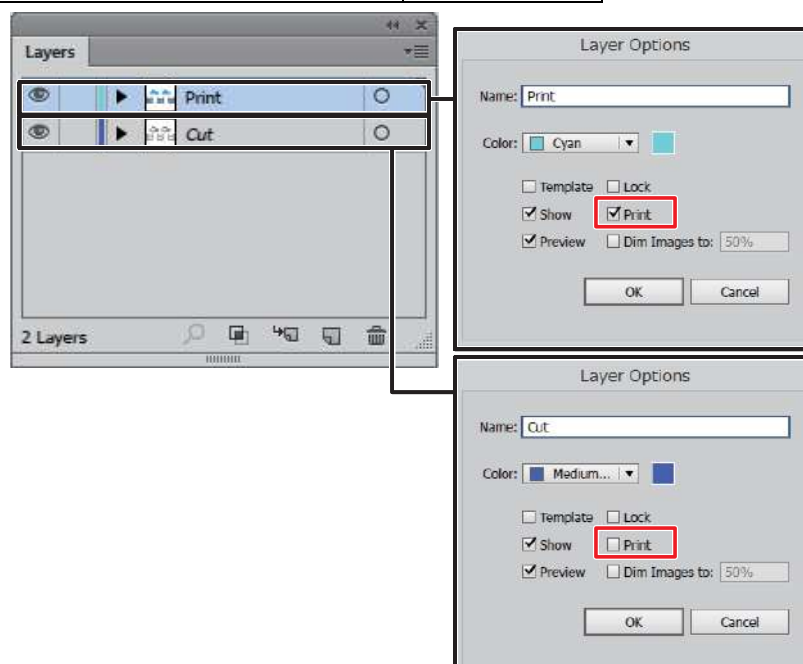 Layers
Print
Cut
2 Layers
Layer Options
Name: Print
Color: Cyan
Template Lock
Show Print
Preview Dim Images to: 50%
OK Cancel
Layer Options
Name: Cut
Color: Medium...
Template Lock
Show Print
Preview Dim Images to: 50%
OK Cancel